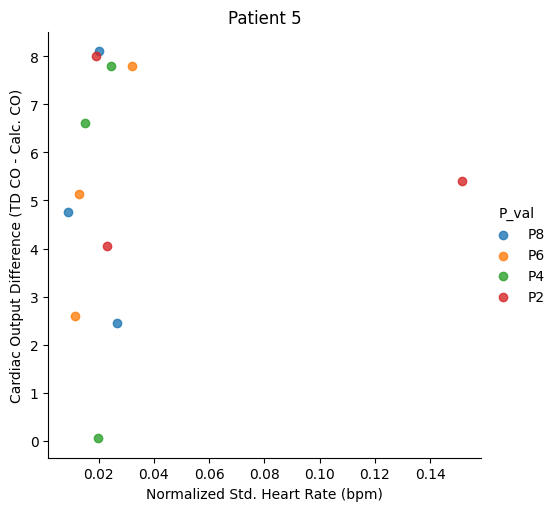 Patient 5
Cardiac Output Difference (TD CO - Calc. CO)
8
7
6
5
4
3
2
1
0
0.02 0.04 0.06 0.08 0.10 0.12 0.14
Normalized Std. Heart Rate (bpm)
P_val
P8
P6
P4
P2